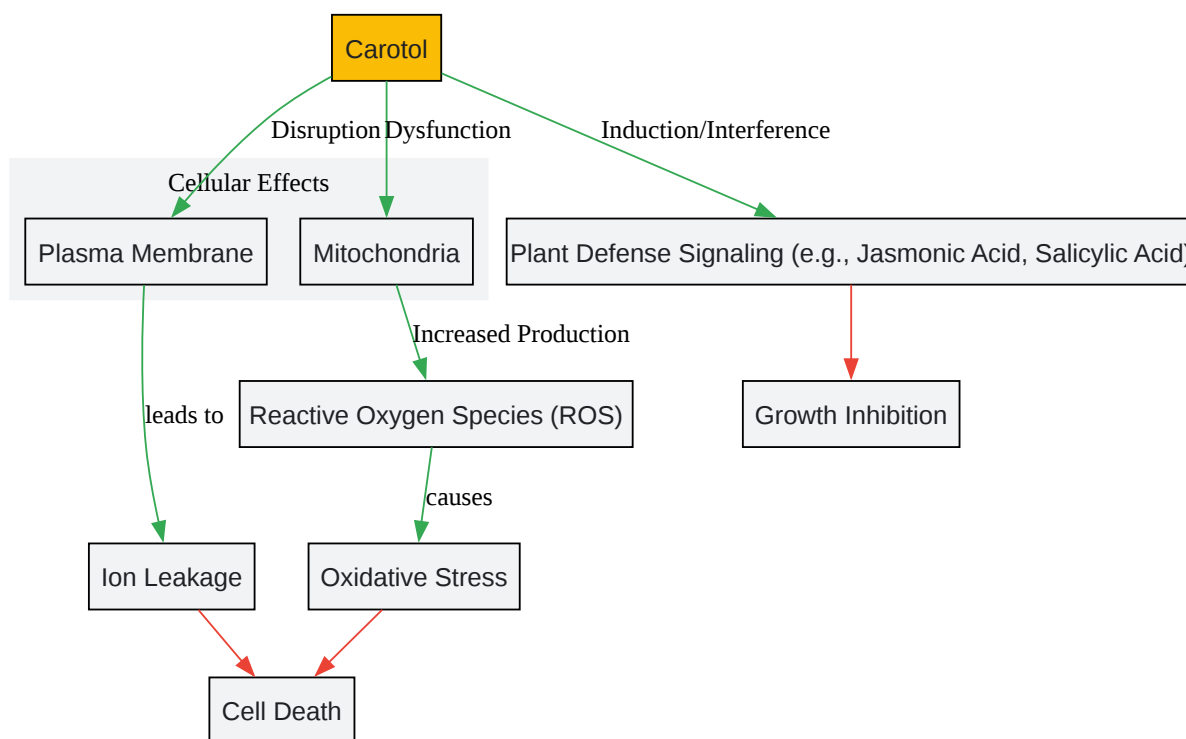 Carotol
Disruption
Dysfunction
Induction/Interference
Cellular Effects
Plasma Membrane
Mitochondria
Plant Defense Signaling (e.g., Jasmonic Acid, Salicylic Acid)
Increased Production
leads to
Reactive Oxygen Species (ROS)
Growth Inhibition
causes
Ion Leakage
Oxidative Stress
Cell Death